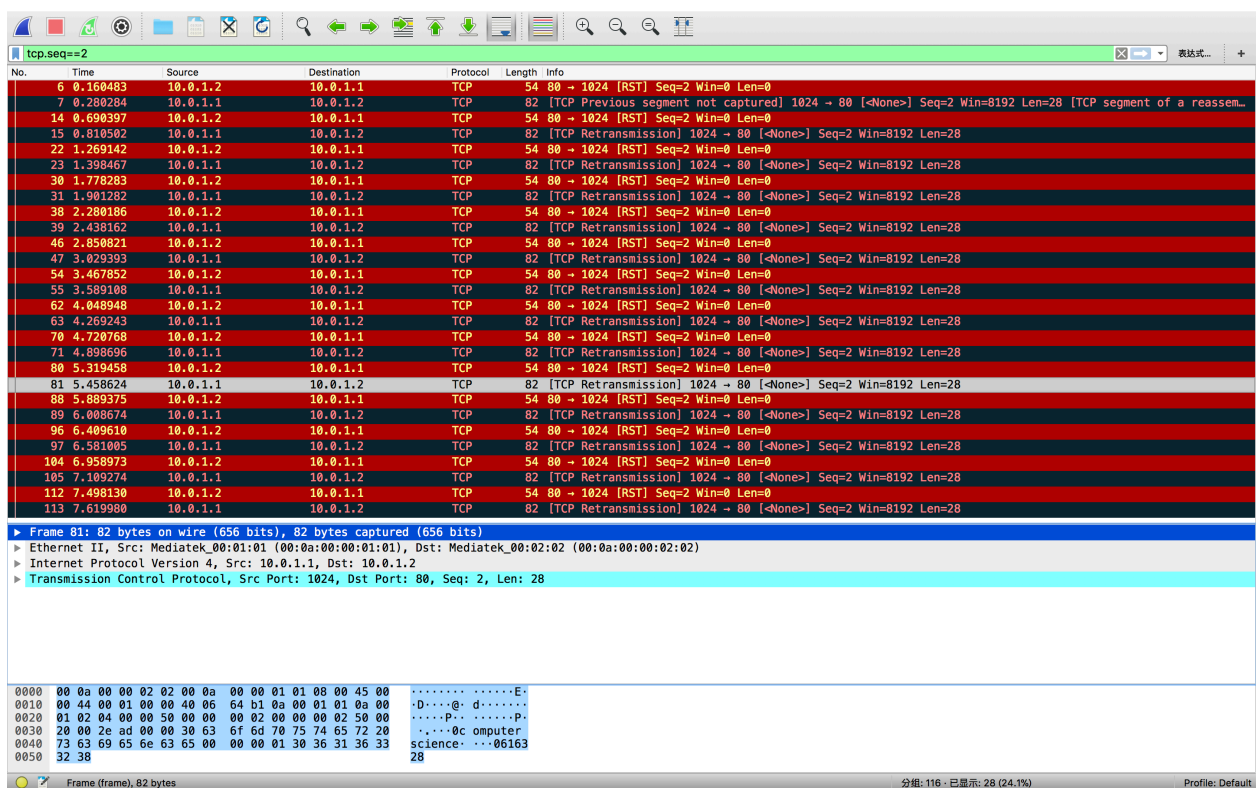 tcp.seq==2 表达式… +
No. Time Source Destination Protocol Length Info
6 0.160483 10.0.1.2 10.0.1.1 TCP 54 80 → 1024 [RST] Seq=2 Win=0 Len=0
7 0.280284 10.0.1.1 10.0.1.2 TCP 82 [TCP Previous segment not captured] 1024 → 80 [<None>] Seq=2 Win=8192 Len=28 [TCP segment of a reassem…
14 0.690397 10.0.1.2 10.0.1.1 TCP 54 80 → 1024 [RST] Seq=2 Win=0 Len=0
15 0.810502 10.0.1.1 10.0.1.2 TCP 82 [TCP Retransmission] 1024 → 80 [<None>] Seq=2 Win=8192 Len=28
22 1.269142 10.0.1.2 10.0.1.1 TCP 54 80 → 1024 [RST] Seq=2 Win=0 Len=0
23 1.398467 10.0.1.1 10.0.1.2 TCP 82 [TCP Retransmission] 1024 → 80 [<None>] Seq=2 Win=8192 Len=28
30 1.778283 10.0.1.2 10.0.1.1 TCP 54 80 → 1024 [RST] Seq=2 Win=0 Len=0
31 1.901282 10.0.1.1 10.0.1.2 TCP 82 [TCP Retransmission] 1024 → 80 [<None>] Seq=2 Win=8192 Len=28
38 2.280186 10.0.1.2 10.0.1.1 TCP 54 80 → 1024 [RST] Seq=2 Win=0 Len=0
39 2.438162 10.0.1.1 10.0.1.2 TCP 82 [TCP Retransmission] 1024 → 80 [<None>] Seq=2 Win=8192 Len=28
46 2.850821 10.0.1.2 10.0.1.1 TCP 54 80 → 1024 [RST] Seq=2 Win=0 Len=0
47 3.029393 10.0.1.1 10.0.1.2 TCP 82 [TCP Retransmission] 1024 → 80 [<None>] Seq=2 Win=8192 Len=28
54 3.467852 10.0.1.2 10.0.1.1 TCP 54 80 → 1024 [RST] Seq=2 Win=0 Len=0
55 3.589108 10.0.1.1 10.0.1.2 TCP 82 [TCP Retransmission] 1024 → 80 [<None>] Seq=2 Win=8192 Len=28
62 4.048948 10.0.1.2 10.0.1.1 TCP 54 80 → 1024 [RST] Seq=2 Win=0 Len=0
63 4.269243 10.0.1.1 10.0.1.2 TCP 82 [TCP Retransmission] 1024 → 80 [<None>] Seq=2 Win=8192 Len=28
70 4.720768 10.0.1.2 10.0.1.1 TCP 54 80 → 1024 [RST] Seq=2 Win=0 Len=0
71 4.898696 10.0.1.1 10.0.1.2 TCP 82 [TCP Retransmission] 1024 → 80 [<None>] Seq=2 Win=8192 Len=28
80 5.319458 10.0.1.2 10.0.1.1 TCP 54 80 → 1024 [RST] Seq=2 Win=0 Len=0
81 5.458624 10.0.1.1 10.0.1.2 TCP 82 [TCP Retransmission] 1024 → 80 [<None>] Seq=2 Win=8192 Len=28
88 5.889375 10.0.1.2 10.0.1.1 TCP 54 80 → 1024 [RST] Seq=2 Win=0 Len=0
89 6.008674 10.0.1.1 10.0.1.2 TCP 82 [TCP Retransmission] 1024 → 80 [<None>] Seq=2 Win=8192 Len=28
96 6.409610 10.0.1.2 10.0.1.1 TCP 54 80 → 1024 [RST] Seq=2 Win=0 Len=0
97 6.581005 10.0.1.1 10.0.1.2 TCP 82 [TCP Retransmission] 1024 → 80 [<None>] Seq=2 Win=8192 Len=28
104 6.958973 10.0.1.2 10.0.1.1 TCP 54 80 → 1024 [RST] Seq=2 Win=0 Len=0
105 7.109274 10.0.1.1 10.0.1.2 TCP 82 [TCP Retransmission] 1024 → 80 [<None>] Seq=2 Win=8192 Len=28
112 7.498130 10.0.1.2 10.0.1.1 TCP 54 80 → 1024 [RST] Seq=2 Win=0 Len=0
113 7.619980 10.0.1.1 10.0.1.2 TCP 82 [TCP Retransmission] 1024 → 80 [<None>] Seq=2 Win=8192 Len=28
Frame 81: 82 bytes on wire (656 bits), 82 bytes captured (656 bits)
Ethernet II, Src: Mediatek_00:01:01 (00:0a:00:00:01:01), Dst: Mediatek_00:02:02 (00:0a:00:00:02:02)
Internet Protocol Version 4, Src: 10.0.1.1, Dst: 10.0.1.2
Transmission Control Protocol, Src Port: 1024, Dst Port: 80, Seq: 2, Len: 28
0000 00 0a 00 00 02 02 00 0a 00 00 01 01 08 00 45 00 ········ ······E·
0010 00 44 00 01 00 00 40 06 64 b1 0a 00 01 01 0a 00 ·D····@· d·······
0020 01 02 04 00 00 50 00 00 00 02 00 00 00 02 50 00 ·····P·· ······P·
0030 20 00 2e ad 00 00 30 63 6f 6d 70 75 74 65 72 20 ·.···0c omputer
0040 73 63 69 65 6e 63 65 00 00 00 01 30 36 31 36 33 science· ···06163
0050 32 38 28
Frame (frame), 82 bytes 分组: 116 · 已显示: 28 (24.1%) Profile: Default